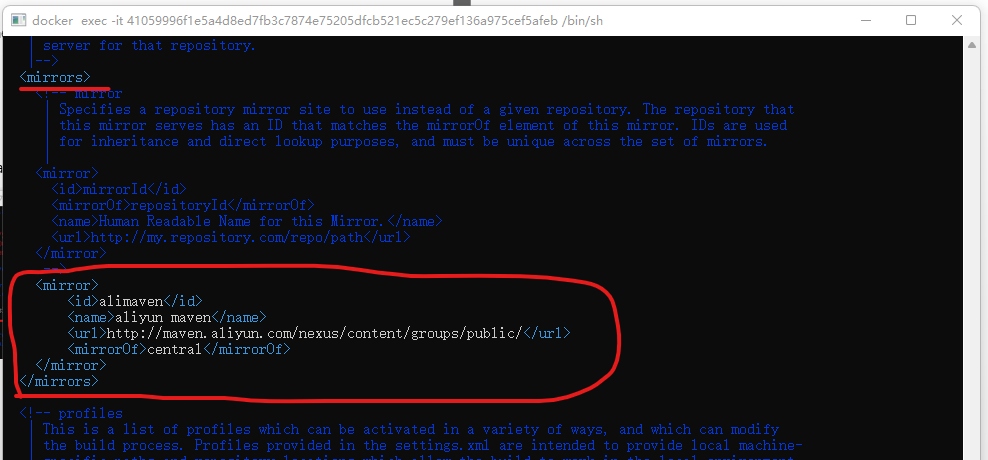 docker exec -it 41059996f1e5a4d8ed7fb3c7874e75205dfcb521ec5c279ef136a975cef5afeb /bin/sh
server for that repository.
|-->
<mirrors>
<!-- mirror
| Specifies a repository mirror site to use instead of a given repository. The repository that
| this mirror serves has an ID that matches the mirrorOf element of this mirror. IDs are used
| for inheritance and direct lookup purposes, and must be unique across the set of mirrors.
|
<mirror>
<id>mirrorId</id>
<mirrorOf>repositoryId</mirrorOf>
<name>Human Readable Name for this Mirror.</name>
<url>http://my.repository.com/repo/path</url>
</mirror>
-->
<mirror>
<id>alimaven</id>
<name>aliyun maven</name>
<url>http://maven.aliyun.com/nexus/content/groups/public/</url>
<mirrorOf>central</mirrorOf>
</mirror>
</mirrors>
<!-- profiles
| This is a list of profiles which can be activated in a variety of ways, and which can modify
| the build process. Profiles provided in the settings.xml are intended to provide local machine-